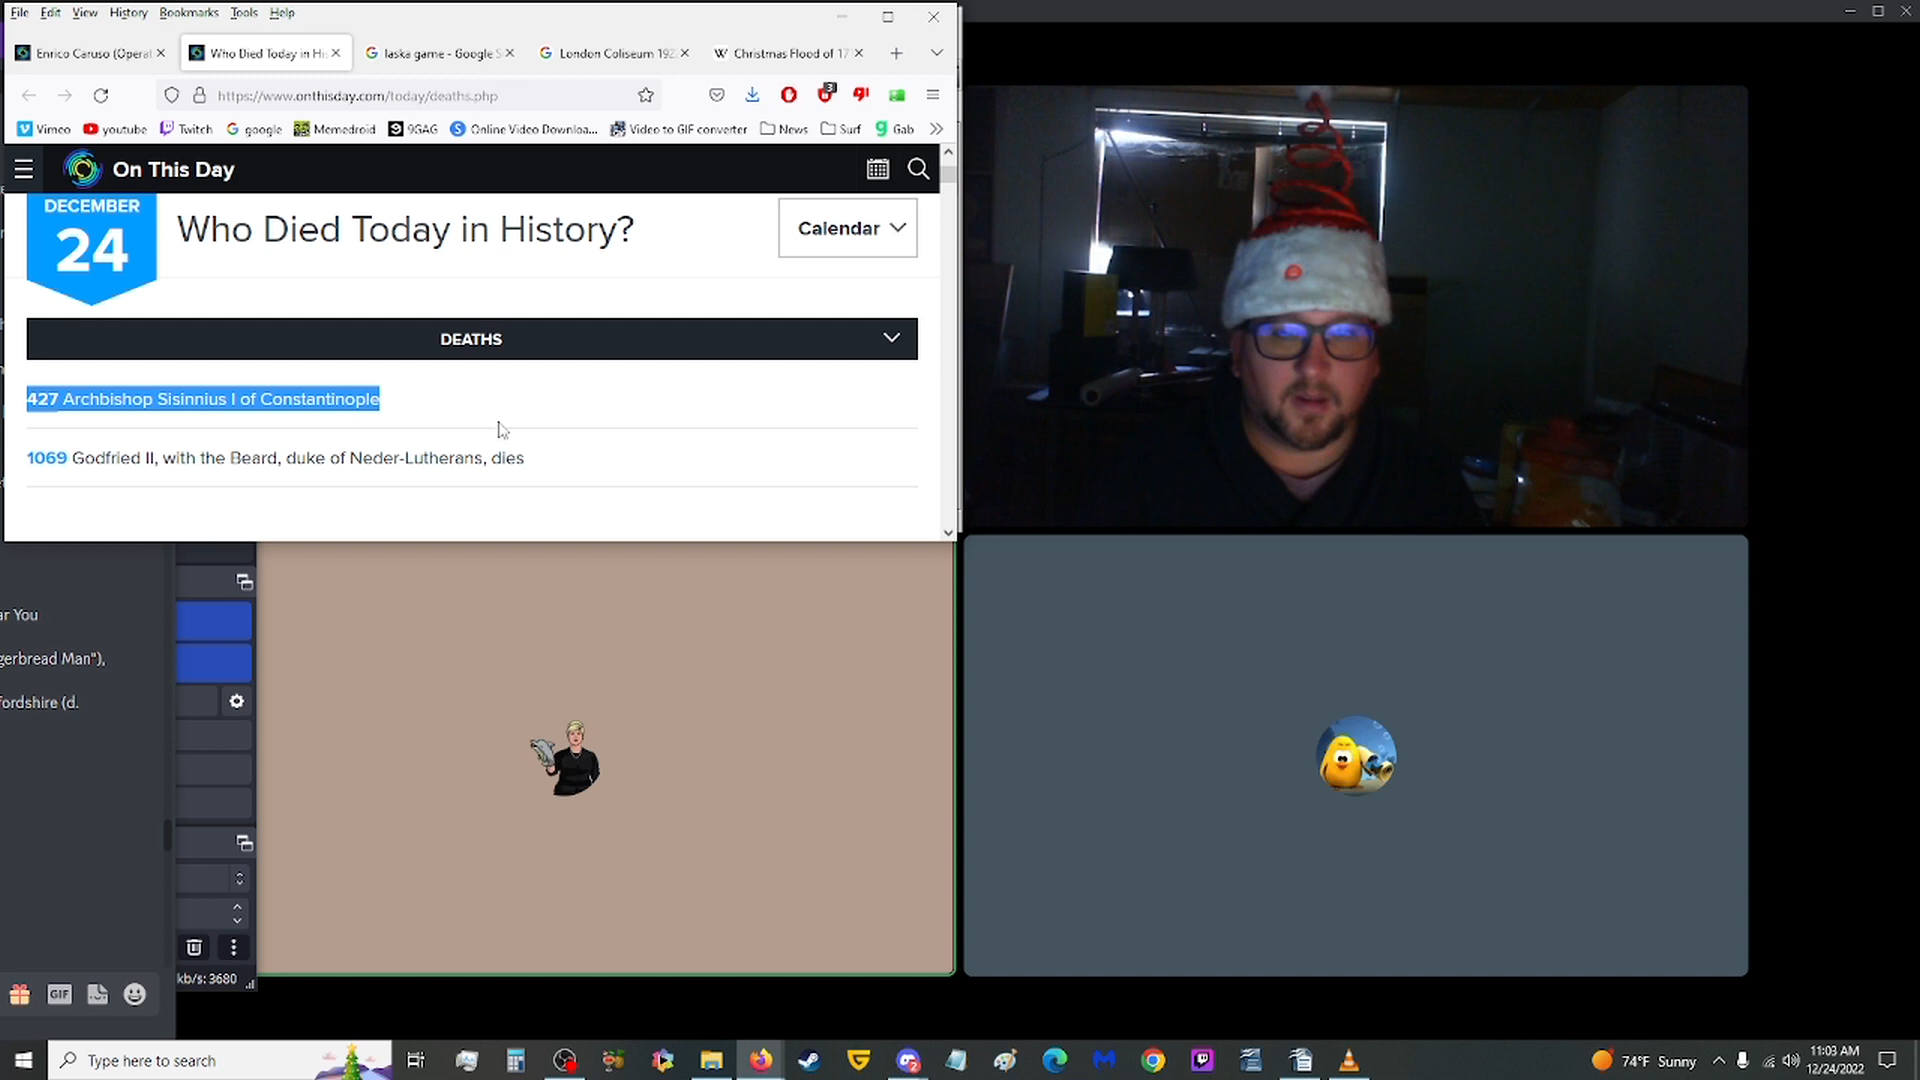 File Edit View History Bookmarks Tools Help
Enrico Caruso (Opera
Who Died Today in Hi
laska game - Google S
London Coliseum 192
Christmas Flood of 17
https://www.onthisday.com/today/deaths.php
3
Vimeo youtube Twitch google Memedroid 9GAG Online Video Downloa... Video to GIF converter News Surf Gab
On This Day
DECEMBER
24
Who Died Today in History?
Calendar
DEATHS
427 Archbishop Sisinnius I of Constantinople
1069 Godfried II, with the Beard, duke of Neder-Lutherans, dies
ar You
gerbread Man"),
fordshire (d.
kb/s: 3680
GIF
Type here to search
2
74°F Sunny
11:03 AM
12/24/2022